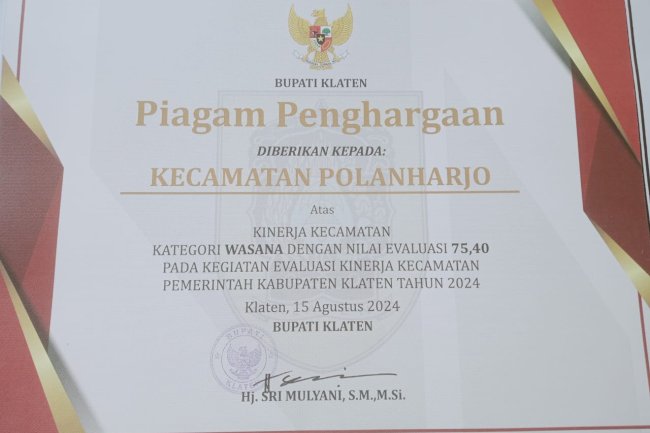 BUPATI KLATEN
Piagam Penghargaan
DIBERIKAN KEPADA:
KECAMATAN POLANHARJO
Atas
KINERJA KECAMATAN
KATEGORI WASANA DENGAN NILAI EVALUASI 75,40
PADA KEGIATAN EVALUASI KINERJA KECAMATAN
PEMERINTAH KABUPATEN KLATEN TAHUN 2024
Klaten, 15 Agustus 2024
BUPATI KLATEN
BUPATI
KLATEN
Hj. SRI MULYANI, S.M.,M.Si.